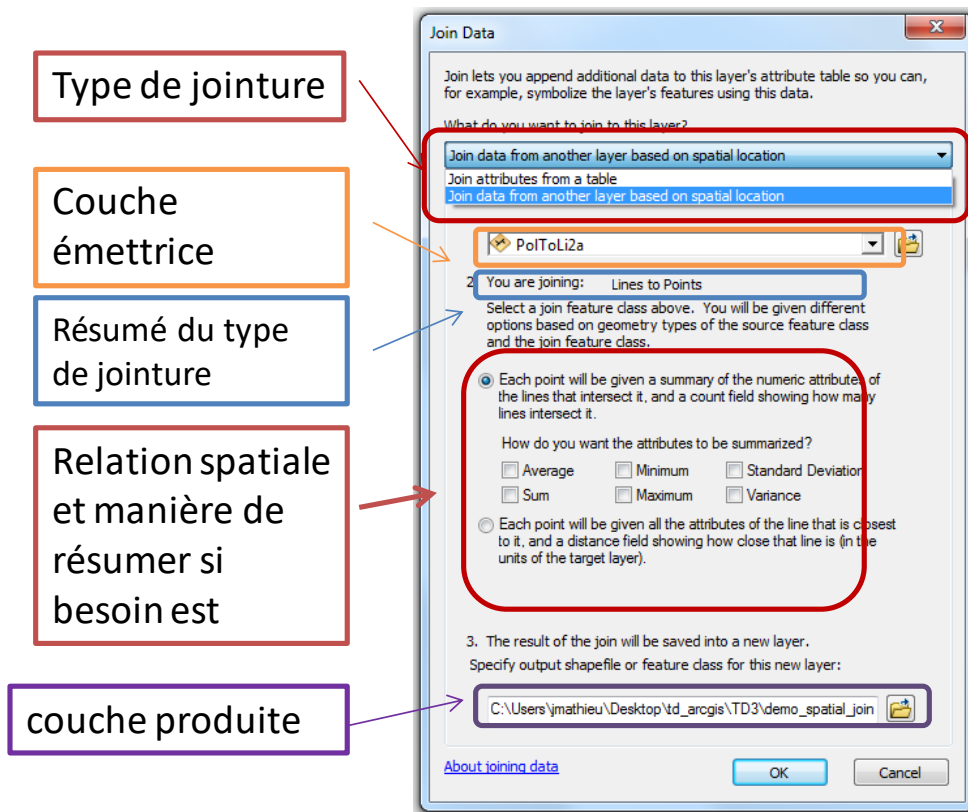 Type de jointure
Couche
émettrice
Résumé du type
de jointure
Relation spatiale
et manière de
résumer si
besoin est
couche produite
Join Data
Join lets you append additional data to this layer's attribute table so you can,
for example, symbolize the layer's features using this data.
What do you want to join to this layer?
Join data from another layer based on spatial location
Join attributes from a table
Join data from another layer based on spatial location
PolToLi2a
2 You are joining: Lines to Points
Select a join feature class above. You will be given different
options based on geometry types of the source feature class
and the join feature class.
Each point will be given a summary of the numeric attributes of
the lines that intersect it, and a count field showing how many
lines intersect it.
How do you want the attributes to be summarized?
Average Minimum Standard Deviation
Sum Maximum Variance
Each point will be given all the attributes of the line that is closest
to it, and a distance field showing how close that line is (in the
units of the target layer).
3. The result of the join will be saved into a new layer.
Specify output shapefile or feature class for this new layer:
C:\Users\jmathieu\Desktop\td_arcgis\TD3\demo_spatial_join
About joining data
OK Cancel